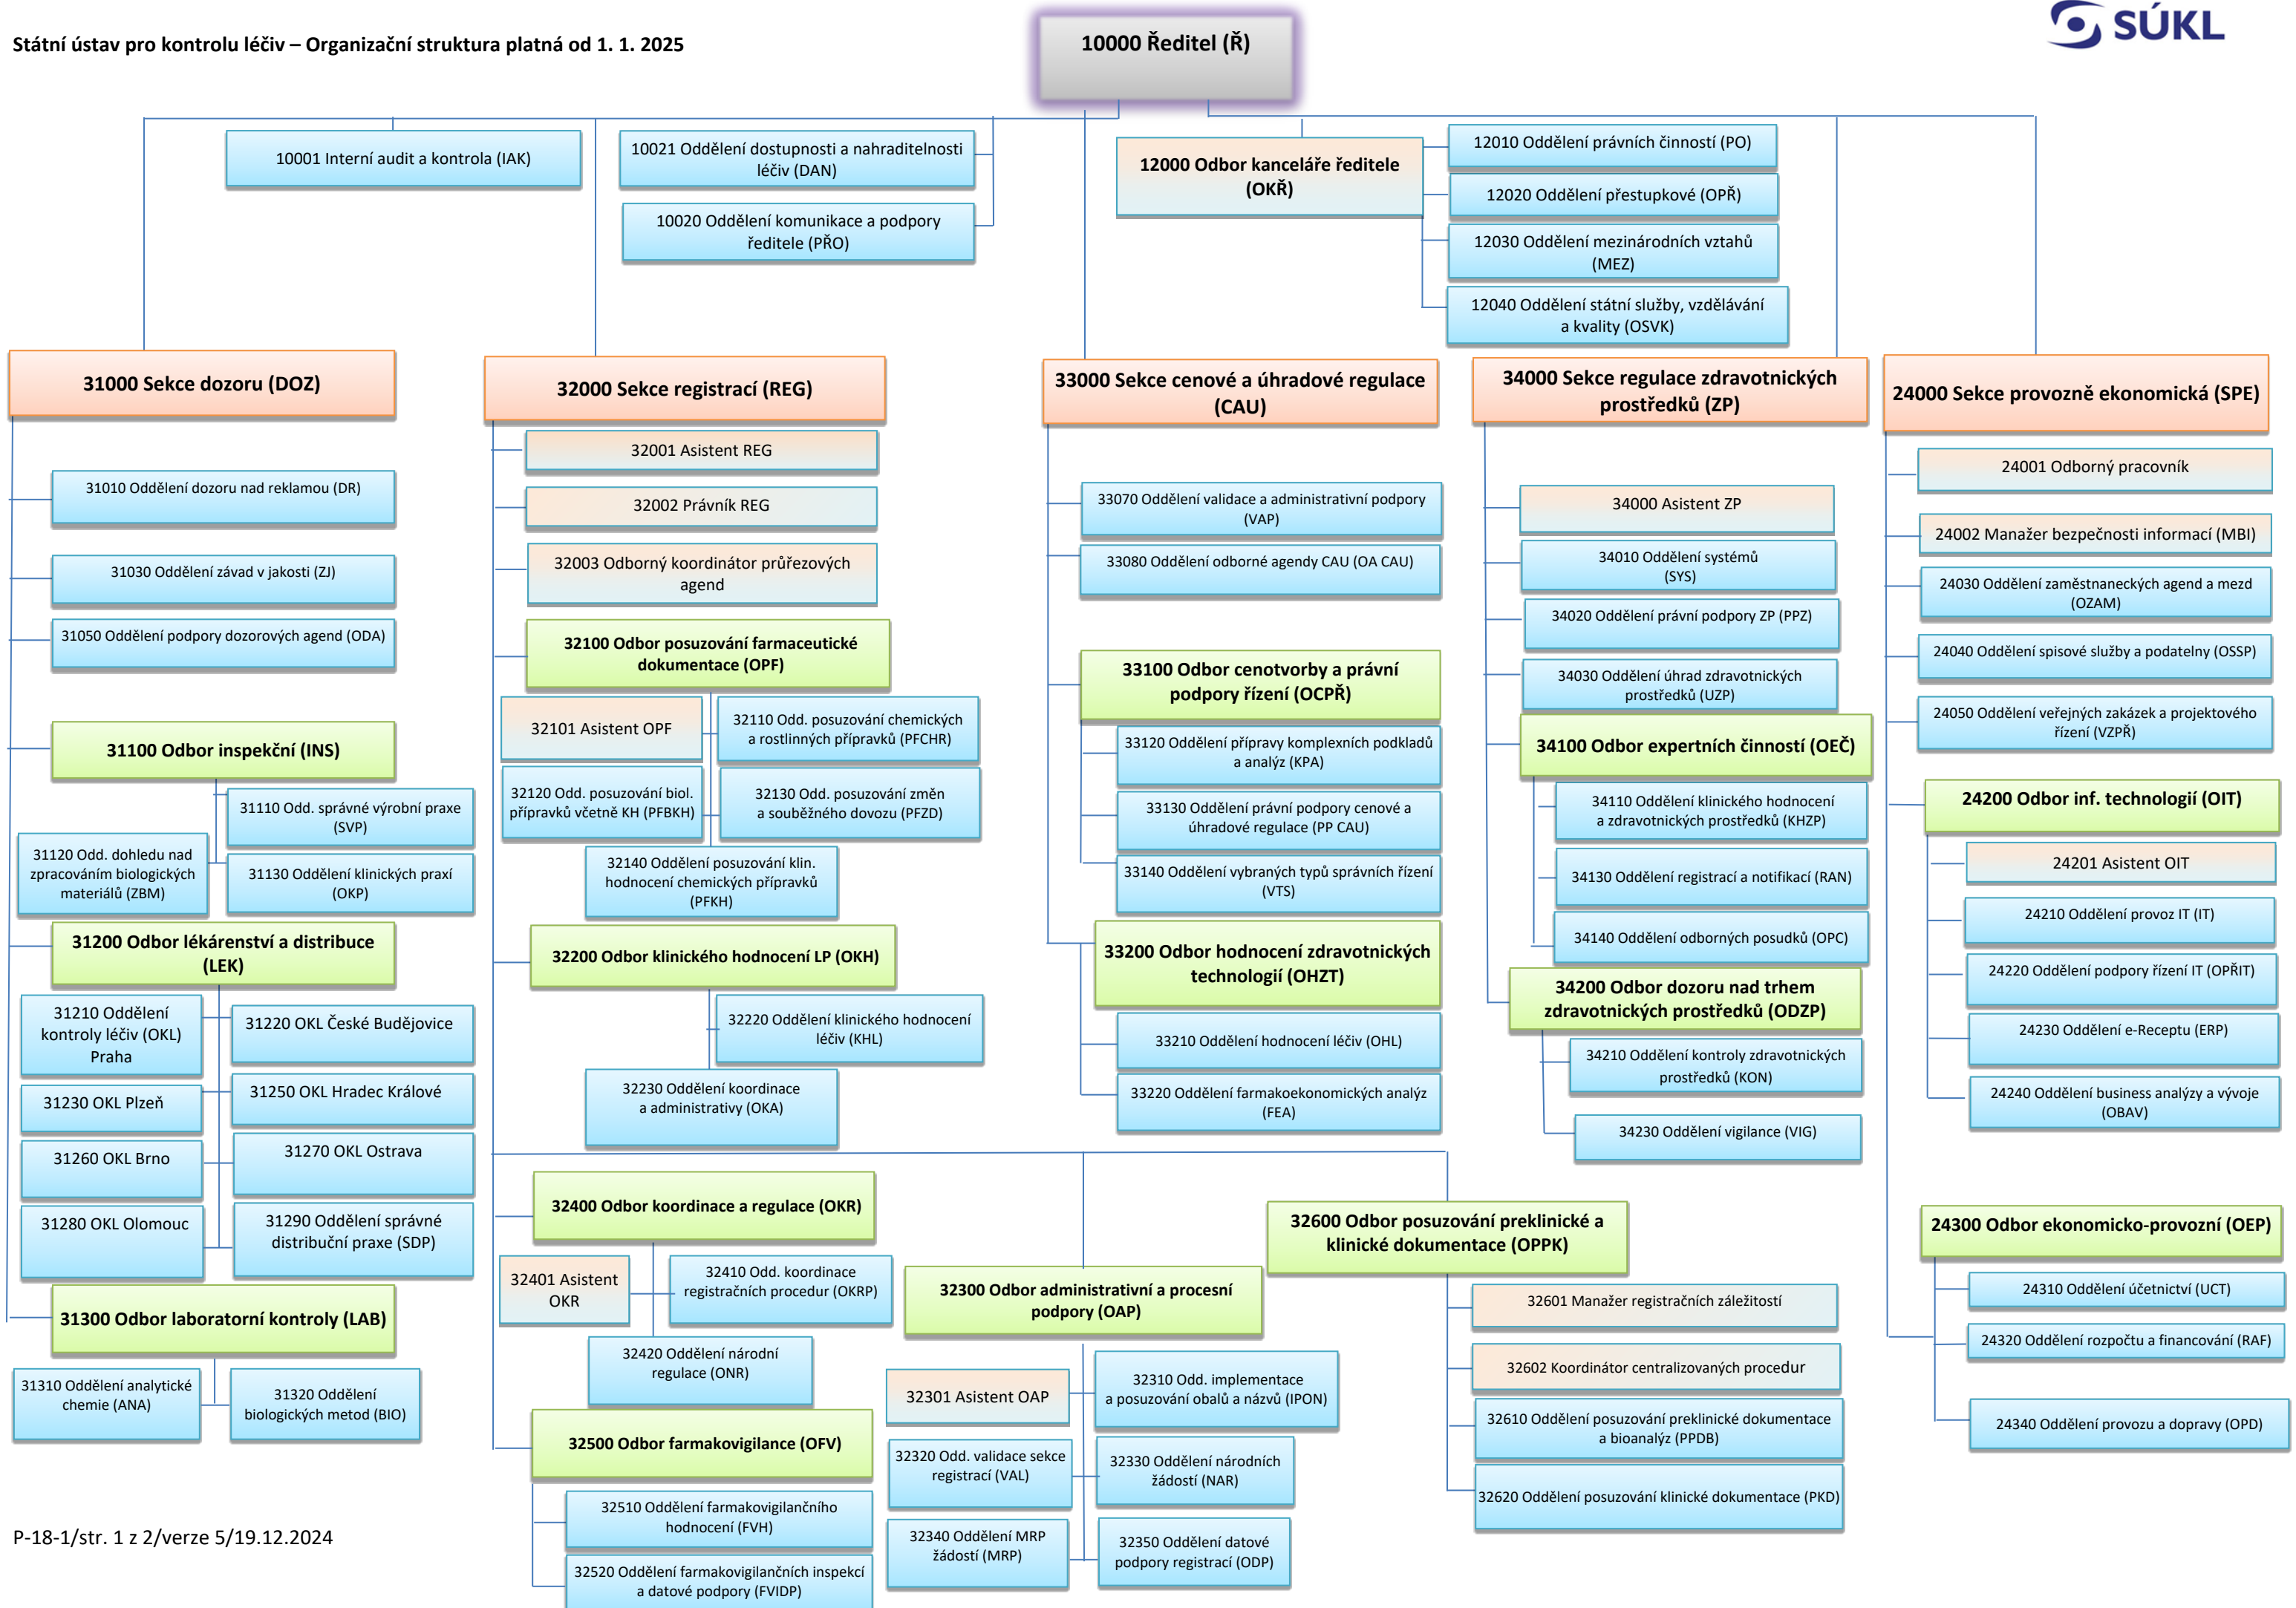 Státní ústav pro kontrolu léčiv – Organizační struktura platná od 1. 1. 2025
10000 Ředitel (Ř)
SÚKL
10001 Interní audit a kontrola (IAK)
10021 Oddělení dostupnosti a nahraditelnosti
léčiv (DAN)
10020 Oddělení komunikace a podpory
ředitele (PŘO)
12000 Odbor kanceláře ředitele
(OKŘ)
12010 Oddělení právních činností (PO)
12020 Oddělení přestupkové (OPŘ)
12030 Oddělení mezinárodních vztahů
(MEZ)
12040 Oddělení státní služby, vzdělávání
a kvality (OSVK)
31000 Sekce dozoru (DOZ)
31010 Oddělení dozoru nad reklamou (DR)
31030 Oddělení závad v jakosti (ZJ)
31050 Oddělení podpory dozorových agend (ODA)
31100 Odbor inspekční (INS)
31110 Odd. správné výrobní praxe
(SVP)
31120 Odd. dohledu nad
zpracováním biologických
materiálů (ZBM)
31130 Oddělení klinických praxí
(OKP)
31200 Odbor lékárenství a distribuce
(LEK)
31210 Oddělení
kontroly léčiv (OKL)
Praha
31220 OKL České Budějovice
31230 OKL Plzeň
31250 OKL Hradec Králové
31260 OKL Brno
31270 OKL Ostrava
31280 OKL Olomouc
31290 Oddělení správné
distribuční praxe (SDP)
31300 Odbor laboratorní kontroly (LAB)
31310 Oddělení analytické
chemie (ANA)
31320 Oddělení
biologických metod (BIO)
32000 Sekce registrací (REG)
32001 Asistent REG
32002 Právník REG
32003 Odborný koordinátor průřezových
agend
32100 Odbor posuzování farmaceutické
dokumentace (OPF)
32101 Asistent OPF
32110 Odd. posuzování chemických
a rostlinných přípravků (PFCHR)
32120 Odd. posuzování biol.
přípravků včetně KH (PFBKH)
32130 Odd. posuzování změn
a souběžného dovozu (PFZD)
32140 Oddělení posuzování klin.
hodnocení chemických přípravků
(PFKH)
32200 Odbor klinického hodnocení LP (OKH)
32220 Oddělení klinického hodnocení
léčiv (KHL)
32230 Oddělení koordinace
a administrativy (OKA)
32400 Odbor koordinace a regulace (OKR)
32401 Asistent
OKR
32410 Odd. koordinace
registračních procedur (OKRP)
32420 Oddělení národní
regulace (ONR)
32500 Odbor farmakovigilance (OFV)
32510 Oddělení farmakovigilančního
hodnocení (FVH)
32520 Oddělení farmakovigilančních inspekcí
a datové podpory (FVIDP)
32300 Odbor administrativní a procesní
podpory (OAP)
32301 Asistent OAP
32310 Odd. implementace
a posuzování obalů a názvů (IPON)
32320 Odd. validace sekce
registrací (VAL)
32330 Oddělení národních
žádostí (NAR)
32340 Oddělení MRP
žádostí (MRP)
32350 Oddělení datové
podpory registrací (ODP)
32600 Odbor posuzování preklinické a
klinické dokumentace (OPPK)
32601 Manažer registračních záležitostí
32602 Koordinátor centralizovaných procedur
32610 Oddělení posuzování preklinické dokumentace
a bioanalýz (PPDB)
32620 Oddělení posuzování klinické dokumentace (PKD)
33000 Sekce cenové a úhradové regulace
(CAU)
33070 Oddělení validace a administrativní podpory
(VAP)
33080 Oddělení odborné agendy CAU (OA CAU)
33100 Odbor cenotvorby a právní
podpory řízení (OCPŘ)
33120 Oddělení přípravy komplexních podkladů
a analýz (KPA)
33130 Oddělení právní podpory cenové a
úhradové regulace (PP CAU)
33140 Oddělení vybraných typů správních řízení
(VTS)
33200 Odbor hodnocení zdravotnických
technologií (OHZT)
33210 Oddělení hodnocení léčiv (OHL)
33220 Oddělení farmakoekonomických analýz
(FEA)
34000 Sekce regulace zdravotnických
prostředků (ZP)
34000 Asistent ZP
34010 Oddělení systémů
(SYS)
34020 Oddělení právní podpory ZP (PPZ)
34030 Oddělení úhrad zdravotnických
prostředků (UZP)
34100 Odbor expertních činností (OEČ)
34110 Oddělení klinického hodnocení
a zdravotnických prostředků (KHZP)
34130 Oddělení registrací a notifikací (RAN)
34140 Oddělení odborných posudků (OPC)
34200 Odbor dozoru nad trhem
zdravotnických prostředků (ODZP)
34210 Oddělení kontroly zdravotnických
prostředků (KON)
34230 Oddělení vigilance (VIG)
24000 Sekce provozně ekonomická (SPE)
24001 Odborný pracovník
24002 Manažer bezpečnosti informací (MBI)
24030 Oddělení zaměstnaneckých agend a mezd
(OZAM)
24040 Oddělení spisové služby a podatelny (OSSP)
24050 Oddělení veřejných zakázek a projektového
řízení (VZPŘ)
24200 Odbor inf. technologií (OIT)
24201 Asistent OIT
24210 Oddělení provoz IT (IT)
24220 Oddělení podpory řízení IT (OPŘIT)
24230 Oddělení e-Receptu (ERP)
24240 Oddělení business analýzy a vývoje
(OBAV)
24300 Odbor ekonomicko-provozní (OEP)
24310 Oddělení účetnictví (UCT)
24320 Oddělení rozpočtu a financování (RAF)
24340 Oddělení provozu a dopravy (OPD)
P-18-1/str. 1 z 2/verze 5/19.12.2024